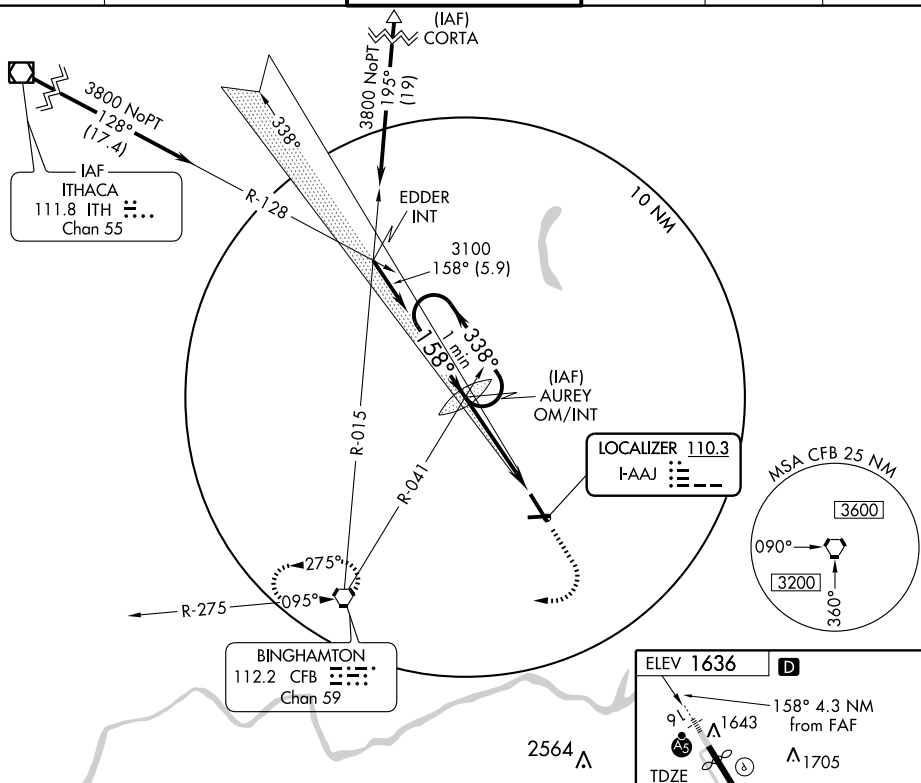 (IAF)
CORTA
3800 NoPT
195°
(19)
3800 NoPT
128°
(17.4)
338°
IAF
ITHACA
111.8 ITH
Chan 55
R-128
EDDER
INT
10 NM
3100
158° (5.9)
158°
1 min
338°
(IAF)
AUREY
OM/INT
R-015
R-041
LOCALIZER 110.3
I-AAJ
MSA CFB 25 NM
3600
090°
3200
360°
275°
095°
R-275
BINGHAMTON
112.2 CFB
Chan 59
ELEV 1636
D
158° 4.3 NM
from FAF
16
1643
A5
1705
2564
TDZE